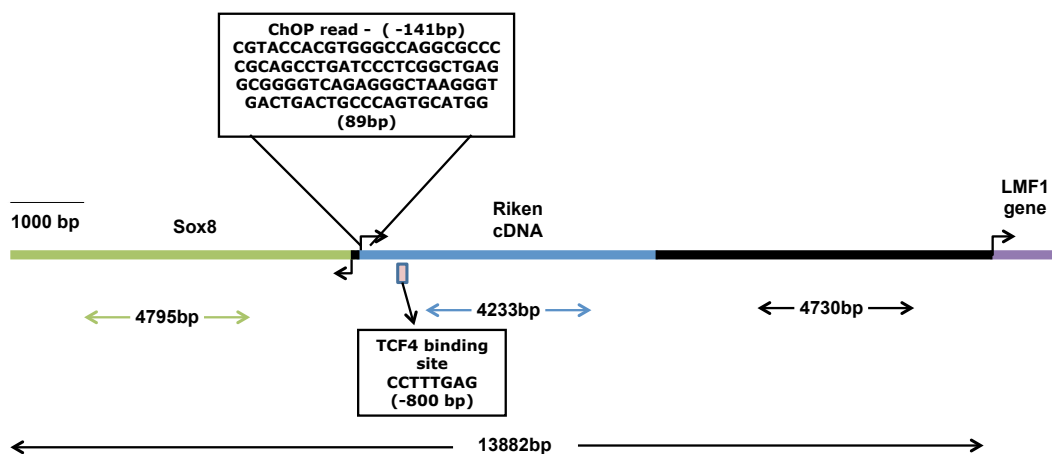 ChOP read - ( -141bp)
CGTACCACGTGGGCCAGGCGCCC
CGCAGCCTGATCCCTCGGCTGAG
GCGGGGTCAGAGGGCTAAGGGT
GACTGACTGCCCAGTGCATGG
(89bp)
LMF1
gene
1000 bp
Sox8
Riken
cDNA
4795bp
4233bp
4730bp
TCF4 binding
site
CCTTTGAG
(-800 bp)
13882bp